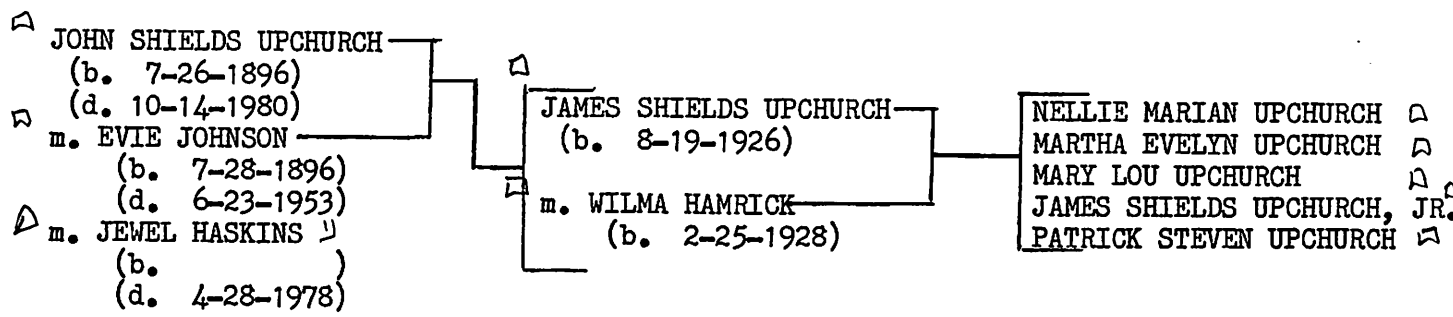 JOHN SHIELDS UPCHURCH
(b. 7-26-1896)
(d. 10-14-1980)
m. EVIE JOHNSON
(b. 7-28-1896)
(d. 6-23-1953)
m. JEWEL HASKINS
(b. )
(d. 4-28-1978)
JAMES SHIELDS UPCHURCH
(b. 8-19-1926)
m. WILMA HAMRICK
(b. 2-25-1928)
NELLIE MARIAN UPCHURCH
MARTHA EVELYN UPCHURCH
MARY LOU UPCHURCH
JAMES SHIELDS UPCHURCH, JR.
PATRICK STEVEN UPCHURCH